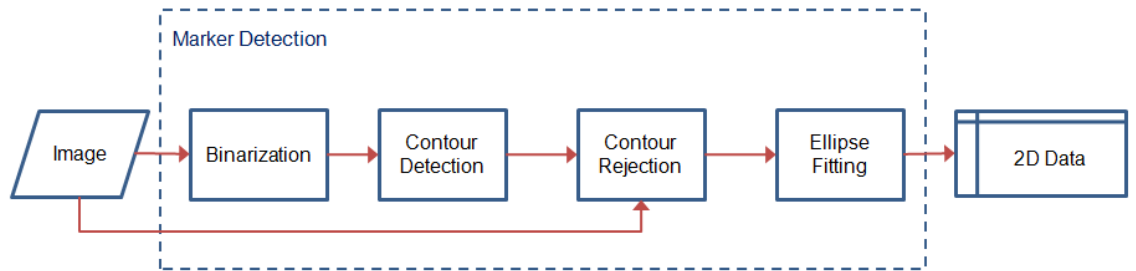 Marker Detection
Image
Binarization
Contour
Detection
Contour
Rejection
Ellipse
Fitting
2D Data